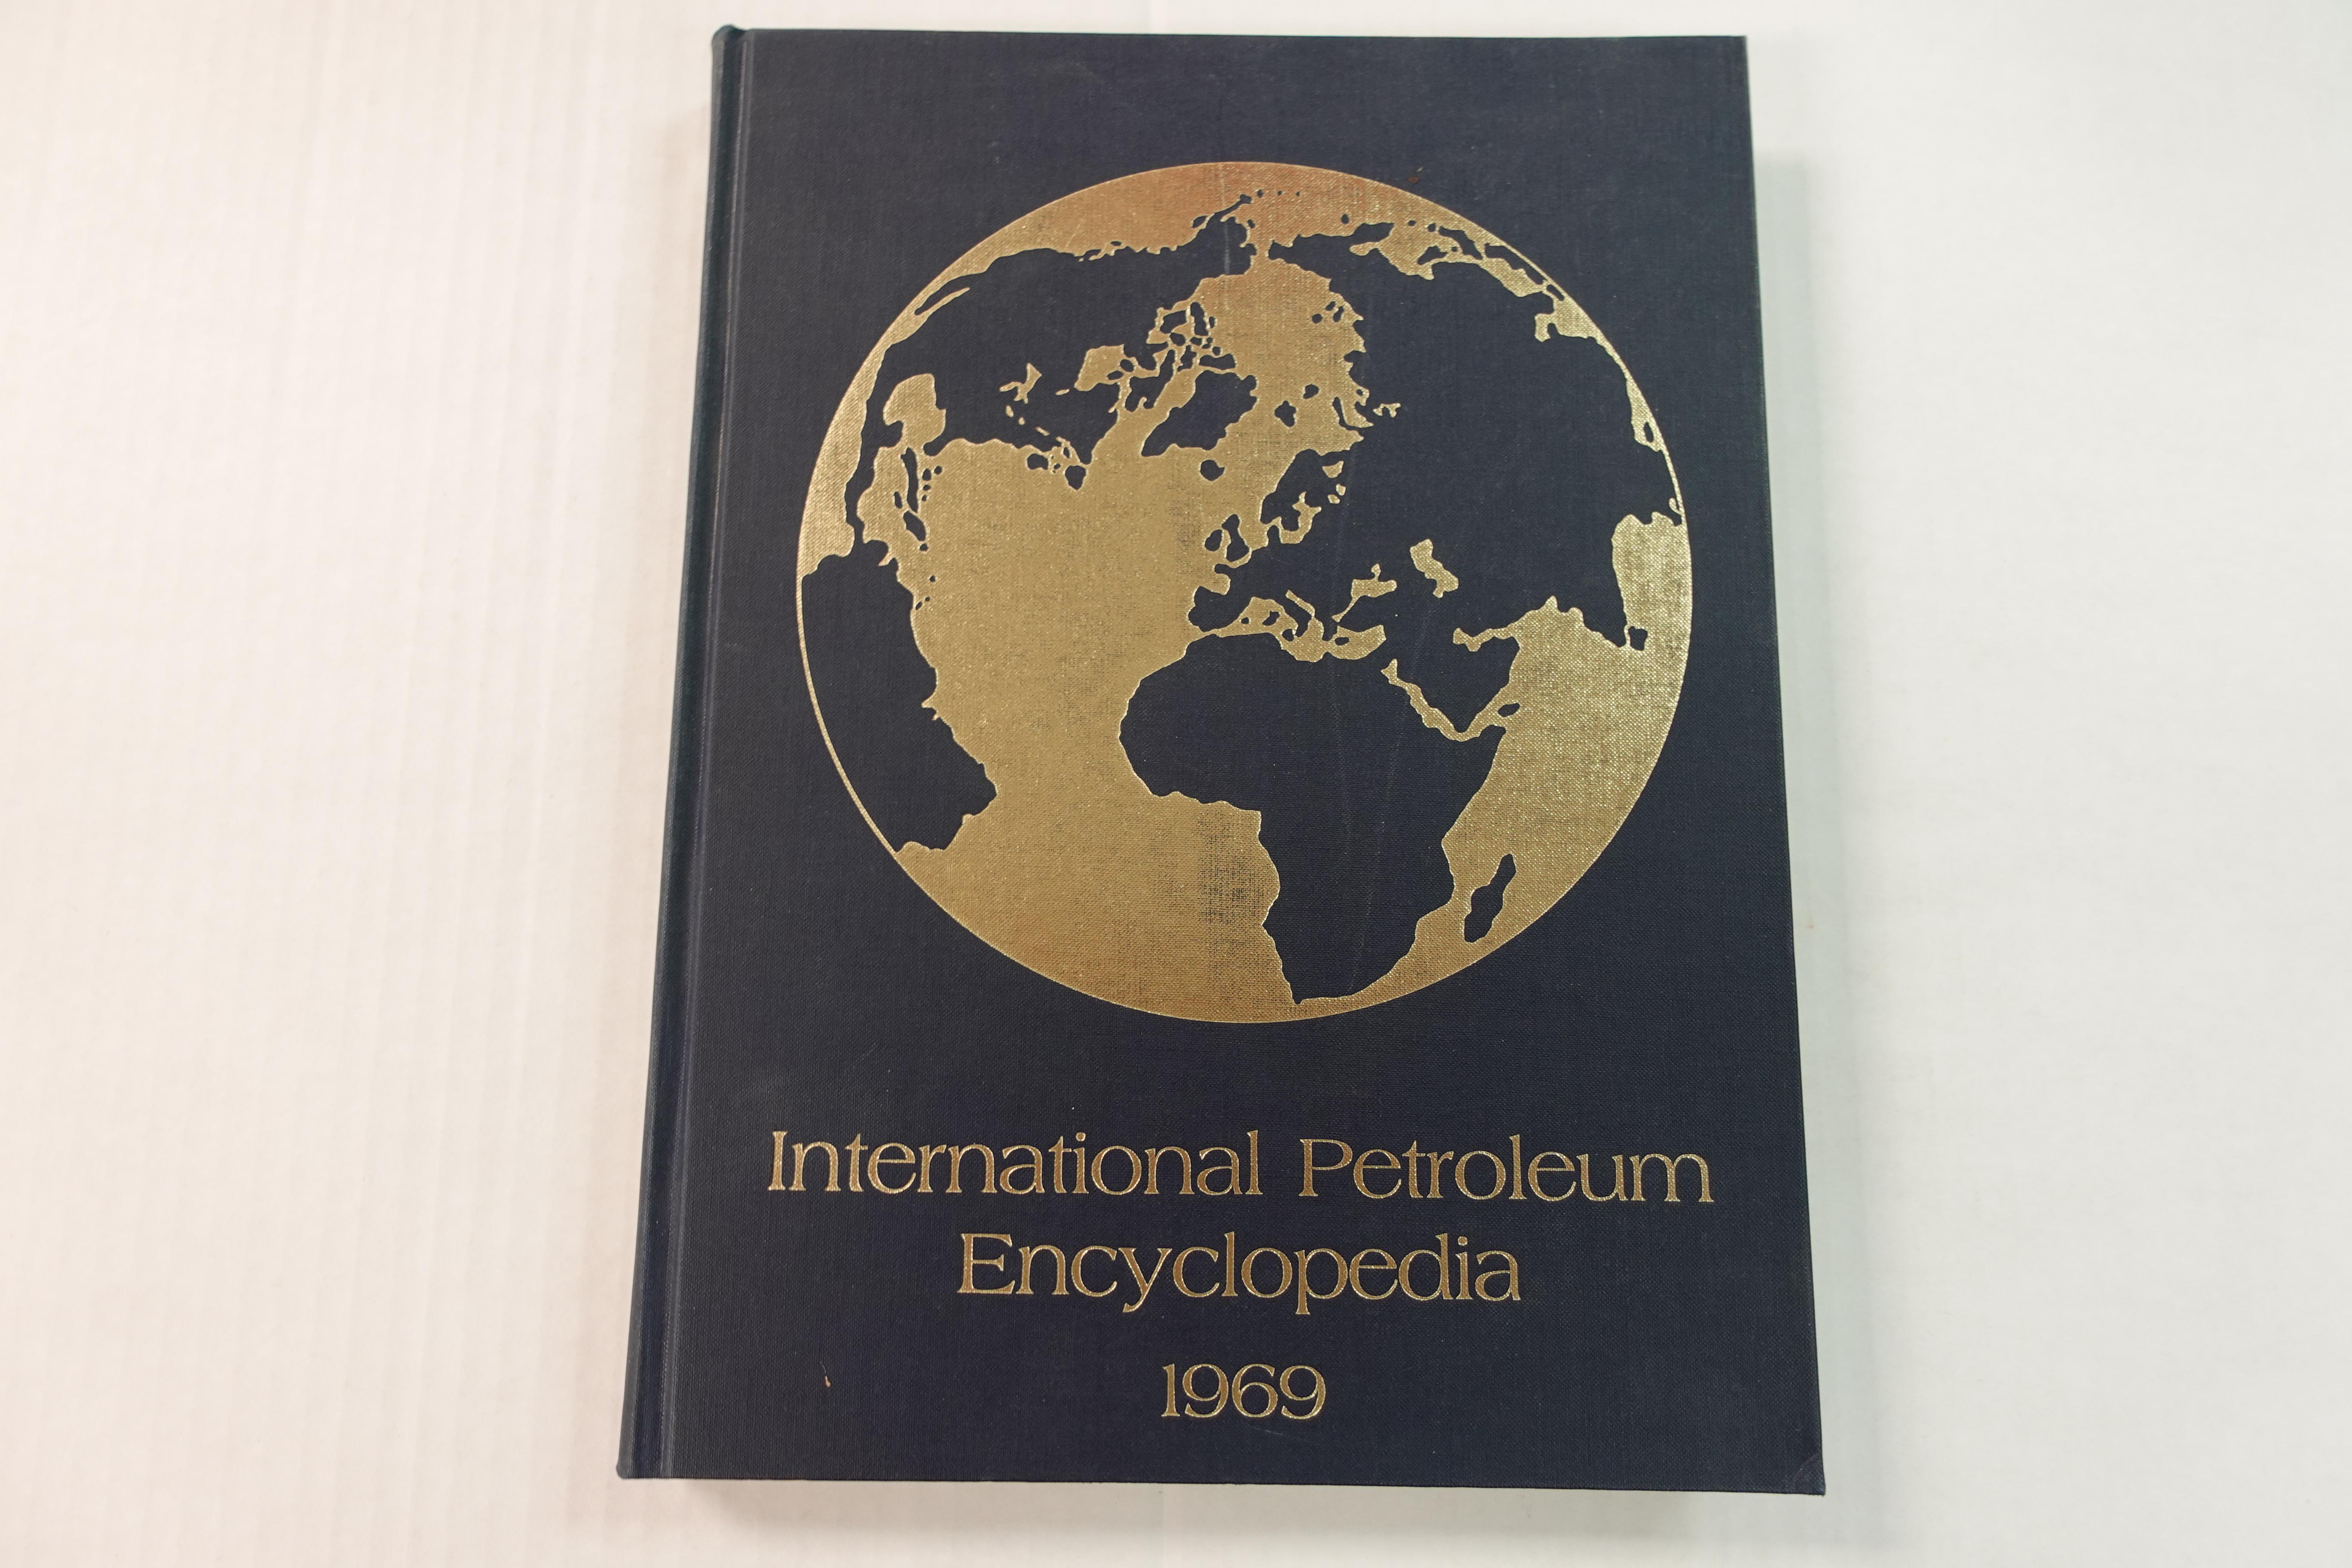 International Petroleum
Encyclopedia
1969